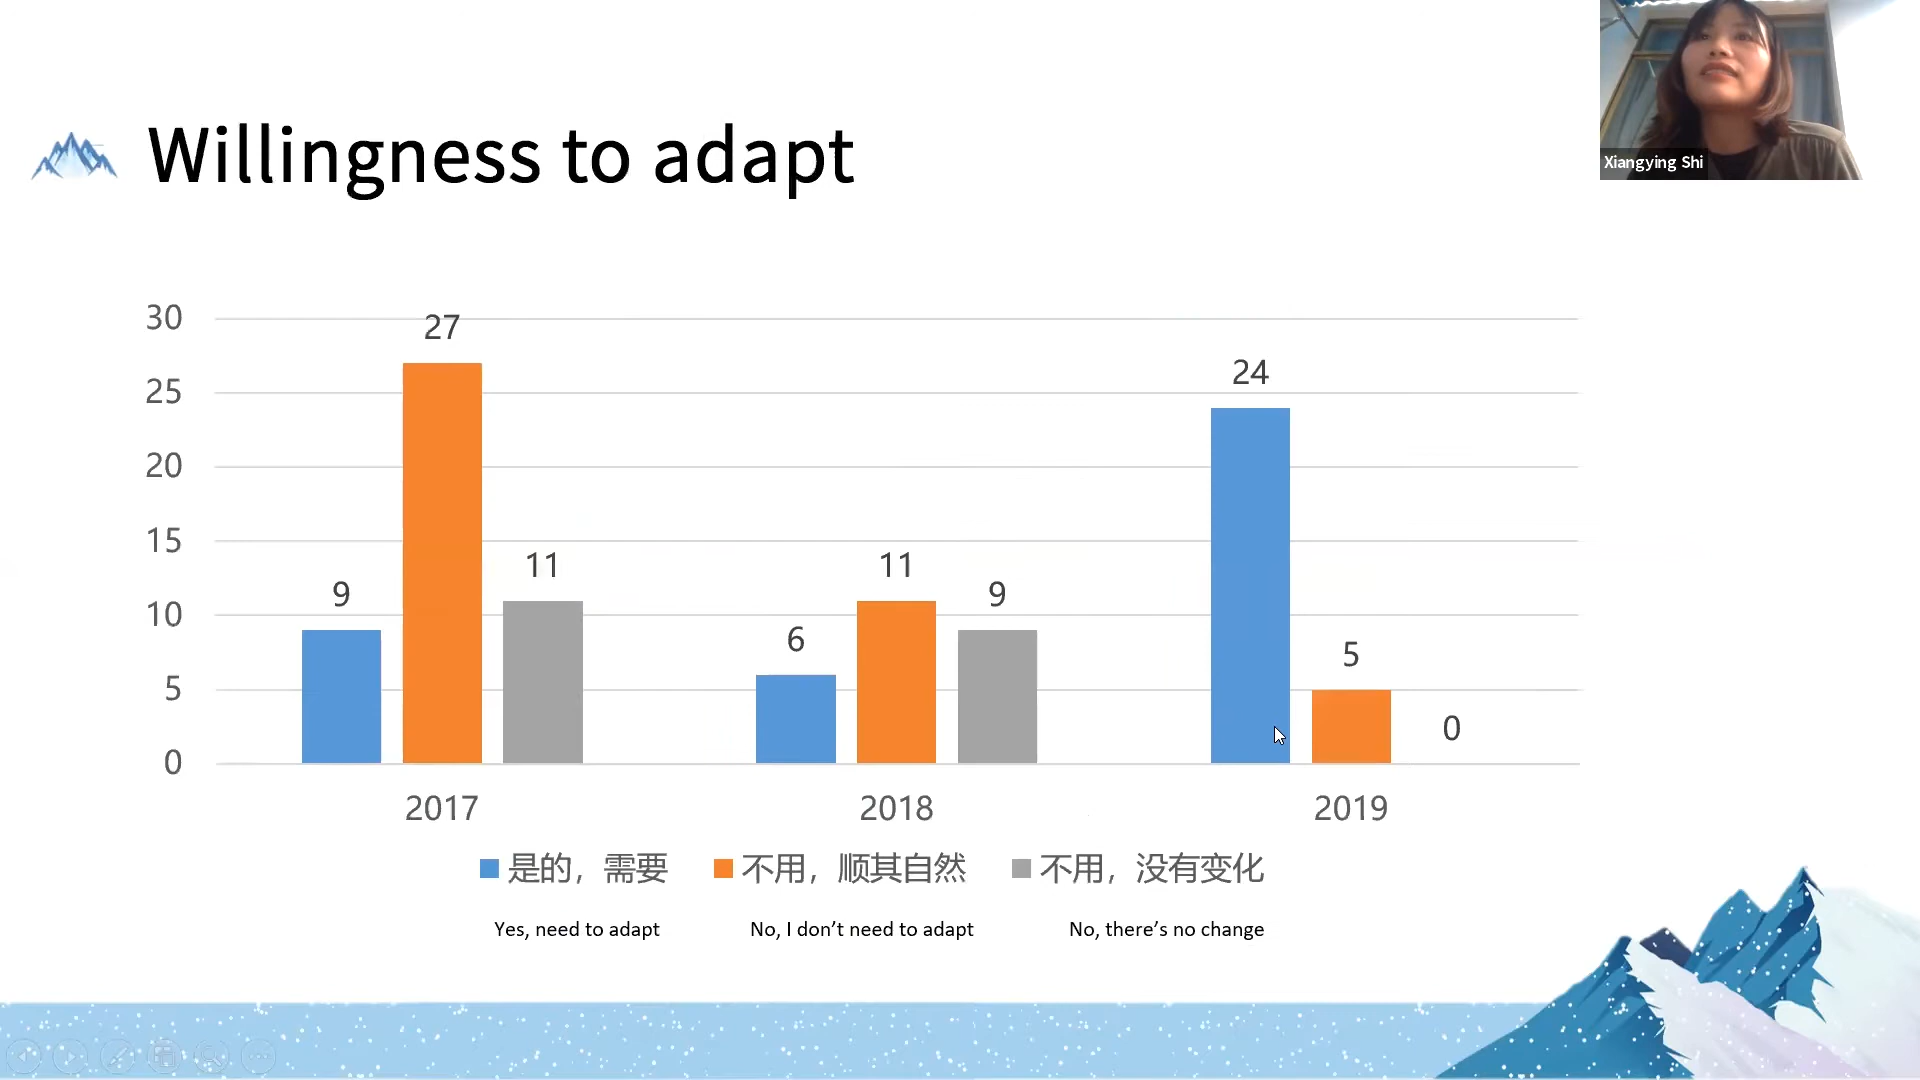 Xiangying Shi
Willingness to adapt
30
25
20
15
10
5
0
9
27
11
6
11
9
24
5
0
2017
2018
2019
是的，需要
不用，顺其自然
不用，没有变化
Yes, need to adapt
No, I don’t need to adapt
No, there’s no change